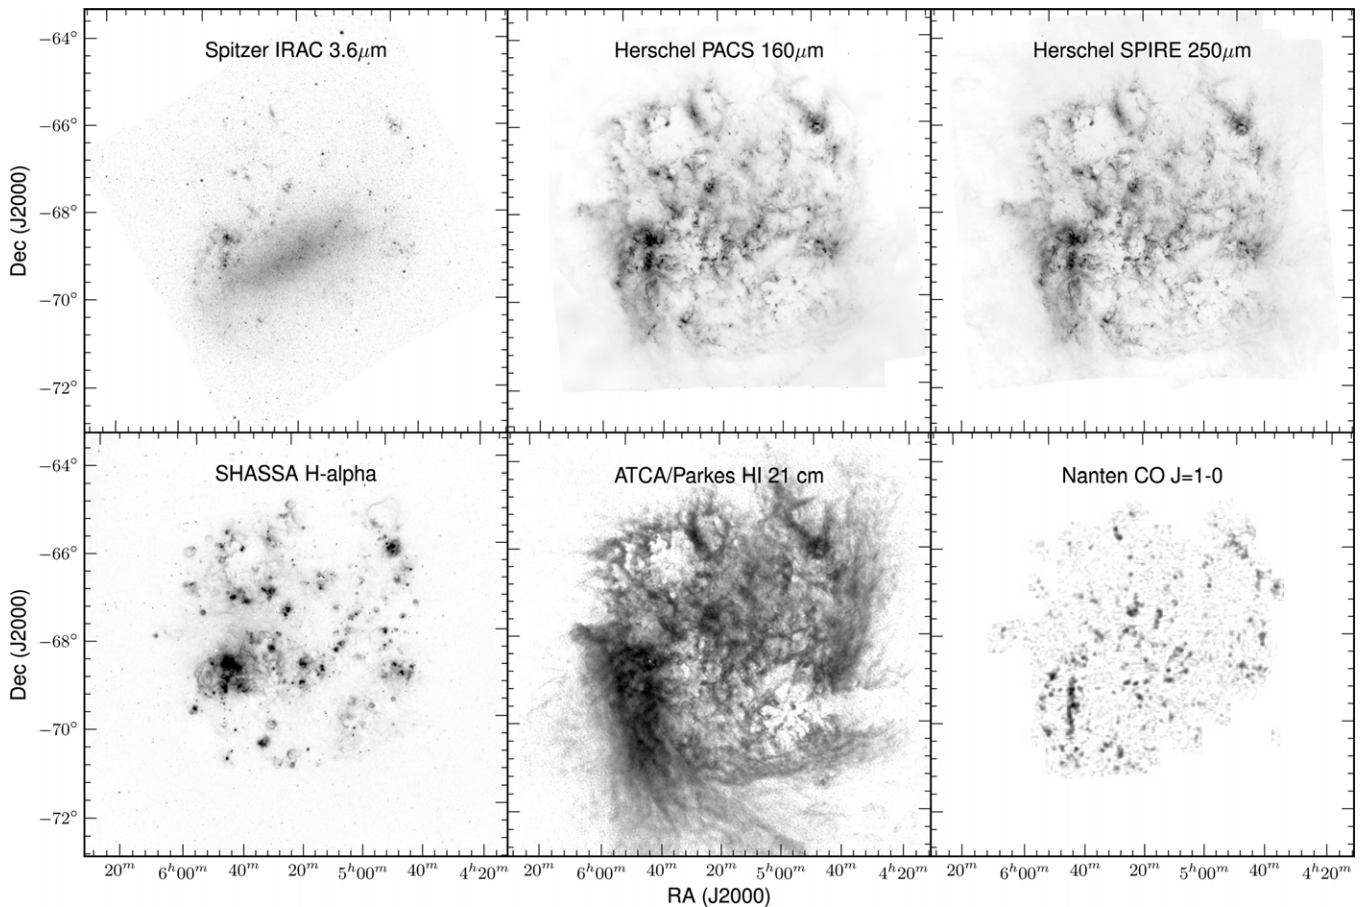 Spitzer IRAC 3.6μm
Herschel PACS 160μm
Herschel SPIRE 250μm
−64°
−66°
−68°
−70°
−72°
Dec (J2000)
SHASSA H-alpha
ATCA/Parkes HI 21 cm
Nanten CO J=1-0
−64°
−66°
−68°
−70°
−72°
Dec (J2000)
20ᵐ 6ʰ00ᵐ 40ᵐ 20ᵐ 5ʰ00ᵐ 40ᵐ 4ʰ20ᵐ
20ᵐ 6ʰ00ᵐ 40ᵐ 20ᵐ 5ʰ00ᵐ 40ᵐ 4ʰ20ᵐ
20ᵐ 6ʰ00ᵐ 40ᵐ 20ᵐ 5ʰ00ᵐ 40ᵐ 4ʰ20ᵐ
RA (J2000)